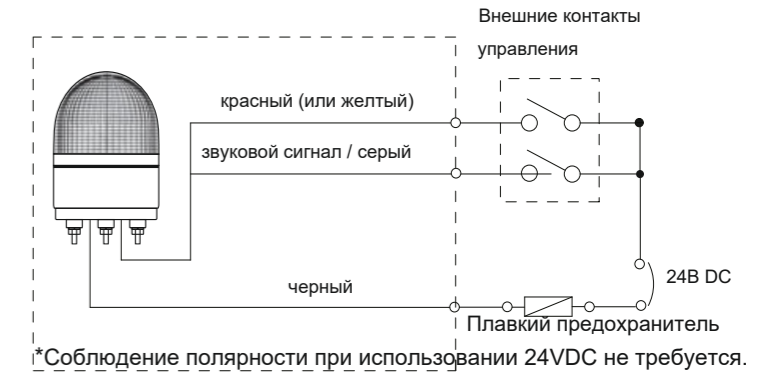 Внешние контакты
управления
красный (или желтый)
звуковой сигнал / серый
24В DC
черный
Плавкий предохранитель
*Соблюдение полярности при использовании 24VDC не требуется.